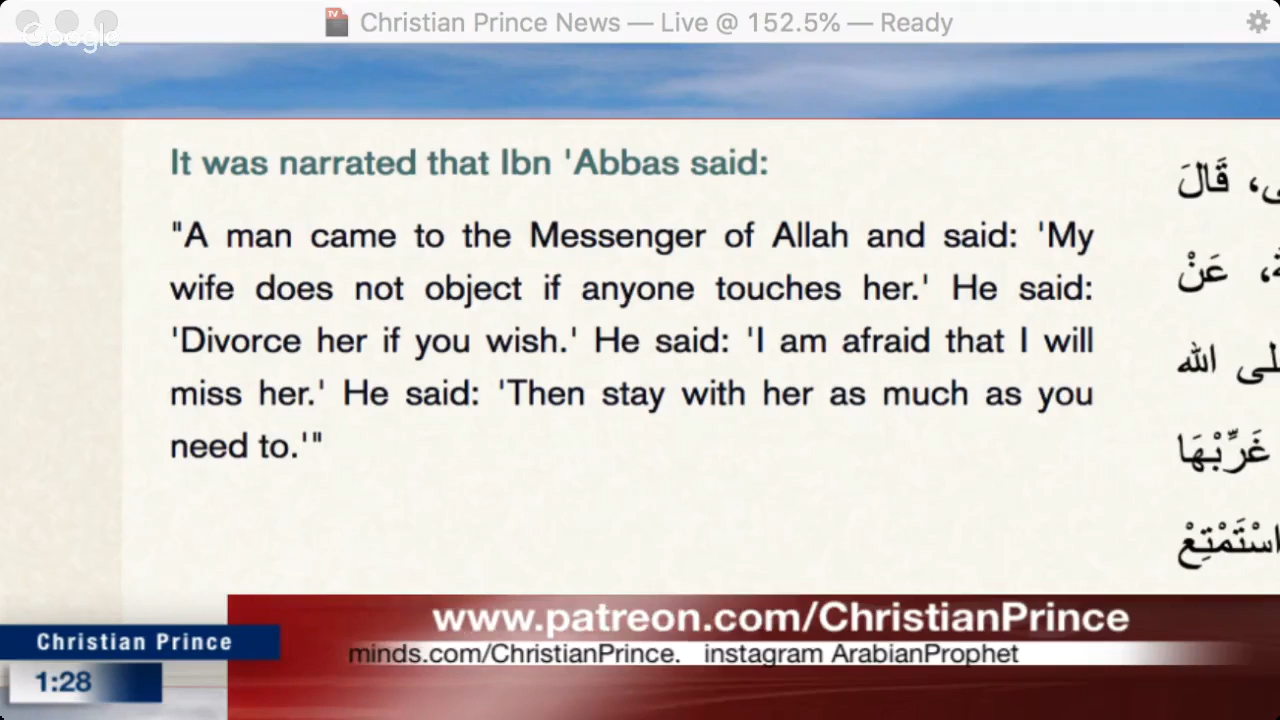 Christian Prince News — Live @ 152.5% — Ready
Google
It was narrated that Ibn 'Abbas said:
"A man came to the Messenger of Allah and said: 'My
wife does not object if anyone touches her.' He said:
'Divorce her if you wish.' He said: 'I am afraid that I will
miss her.' He said: 'Then stay with her as much as you
need to.'"
قَالَ
عَنْ
الله
غَرِّبْهَا
اسْتَمْتِعْ
www.patreon.com/ChristianPrince
Christian Prince
minds.com/ChristianPrince. instagram ArabianProphet
1:28